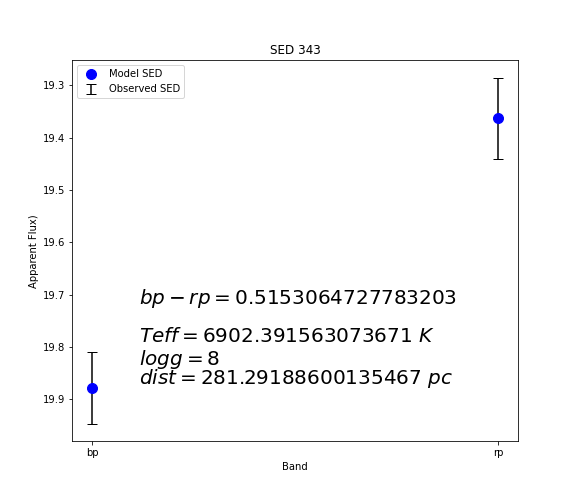 SED 343
Model SED
Observed SED
19.3
19.4
19.5
19.6
19.7
19.8
19.9
Apparent Flux)
bp − rp = 0.5153064727783203
Teff = 6902.391563073671 K
logg = 8
dist = 281.29188600135467 pc
bp
rp
Band